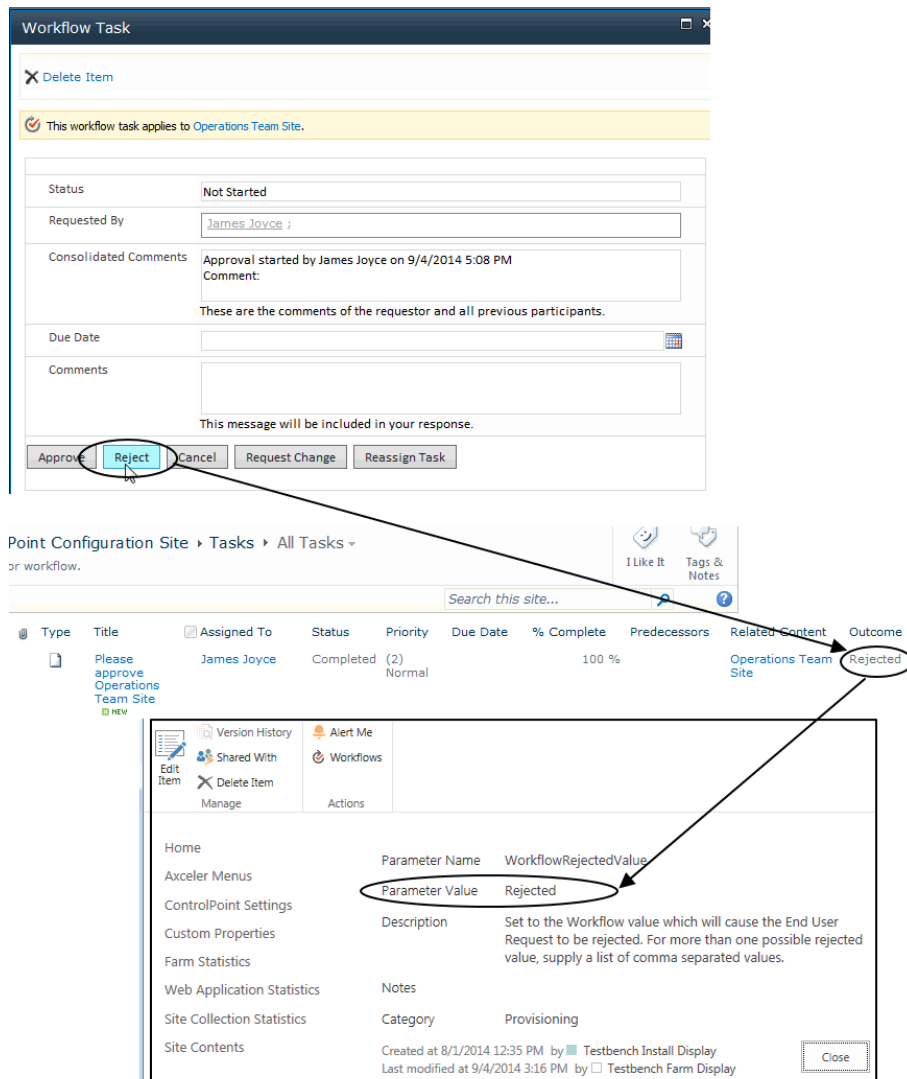 Workflow Task
Delete Item
This workflow task applies to Operations Team Site.
Status
Not Started
Requested By
James Joyce ;
Consolidated Comments
Approval started by James Joyce on 9/4/2014 5:08 PM
Comment:
These are the comments of the requestor and all previous participants.
Due Date
Comments
This message will be included in your response.
Approve Reject Cancel Request Change Reassign Task
Point Configuration Site › Tasks › All Tasks
or workflow.
I Like It
Tags &
Notes
Search this site...
Type Title Assigned To Status Priority Due Date % Complete Predecessors Related Content Outcome
Please James Joyce Completed (2) 100 % Operations Team Rejected
approve Normal Site
Operations
Team Site
NEW
Version History Alert Me
Shared With Workflows
Edit
Item
Delete Item
Manage Actions
Home
Axceler Menus
ControlPoint Settings
Custom Properties
Farm Statistics
Web Application Statistics
Site Collection Statistics
Site Contents
Parameter Name WorkflowRejectedValue
Parameter Value Rejected
Description Set to the Workflow value which will cause the End User
Request to be rejected. For more than one possible rejected
value, supply a list of comma separated values.
Notes
Category Provisioning
Created at 8/1/2014 12:35 PM by Testbench Install Display
Last modified at 9/4/2014 3:16 PM by Testbench Farm Display
Close